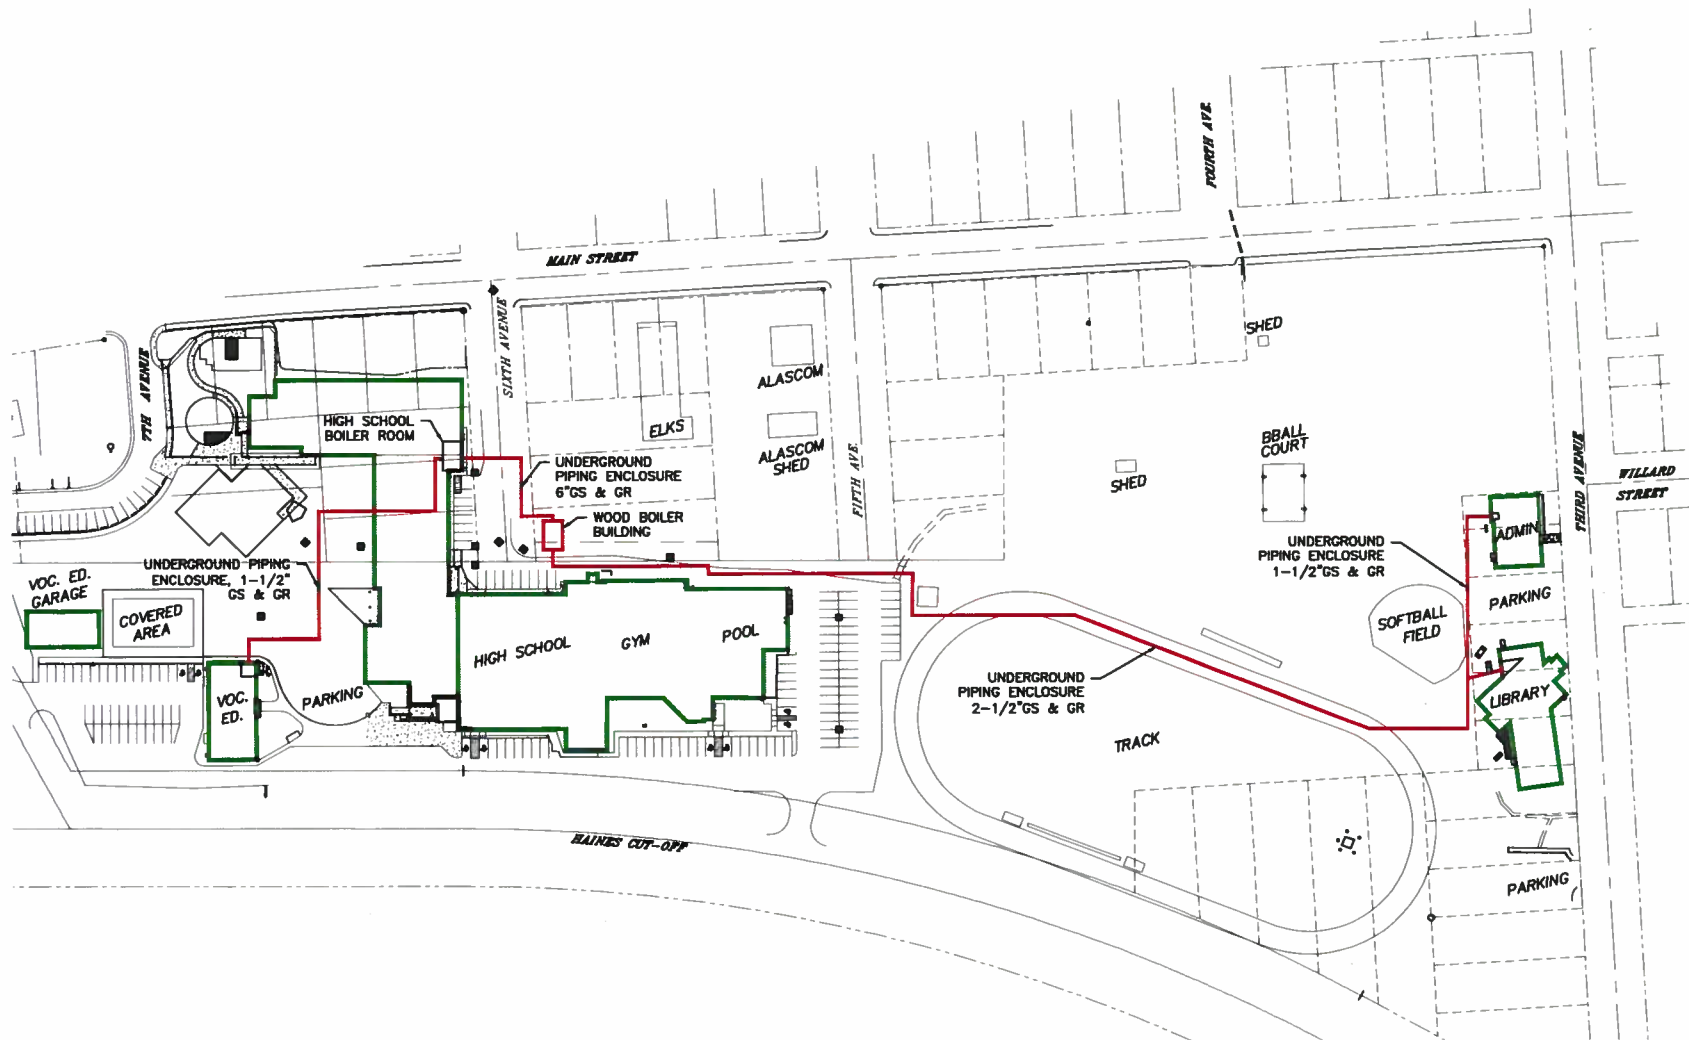 FOURTH AVE.
MAIN STREET
SIXTH AVENUE
7TH AVENUE
SHED
ALASCOM
ELKS
ALASCOM
SHED
FIFTH AVE.
HIGH SCHOOL
BOILER ROOM
UNDERGROUND
PIPING ENCLOSURE
6"GS & GR
WOOD BOILER
BUILDING
SHED
BBALL
COURT
THIRD AVENUE
WILLARD
STREET
UNDERGROUND
PIPING ENCLOSURE
1-1/2"GS & GR
ADMIN
PARKING
SOFTBALL
FIELD
LIBRARY
UNDERGROUND PIPING
ENCLOSURE, 1-1/2"
GS & GR
VOC. ED.
GARAGE
COVERED
AREA
VOC.
ED.
PARKING
HIGH SCHOOL
GYM
POOL
UNDERGROUND
PIPING ENCLOSURE
2-1/2"GS & GR
TRACK
HAINES CUT-OFF
PARKING